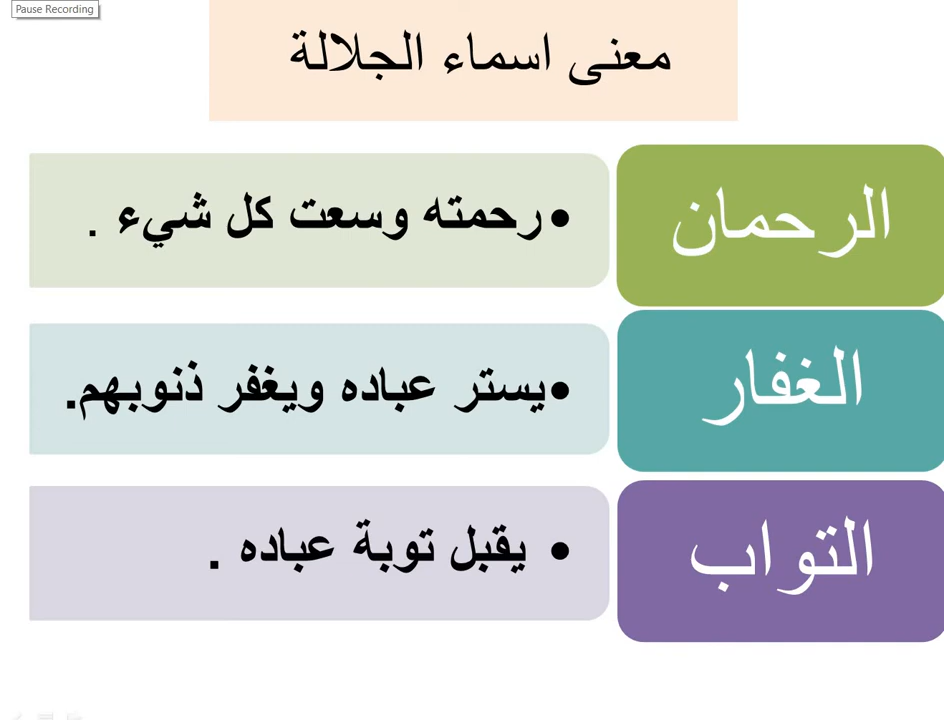 Pause Recording
معنى اسماء الجلالة
الرحمان
•رحمته وسعت كل شيء .
الغفار
•يستر عباده ويغفر ذنوبهم.
التواب
• يقبل توبة عباده .